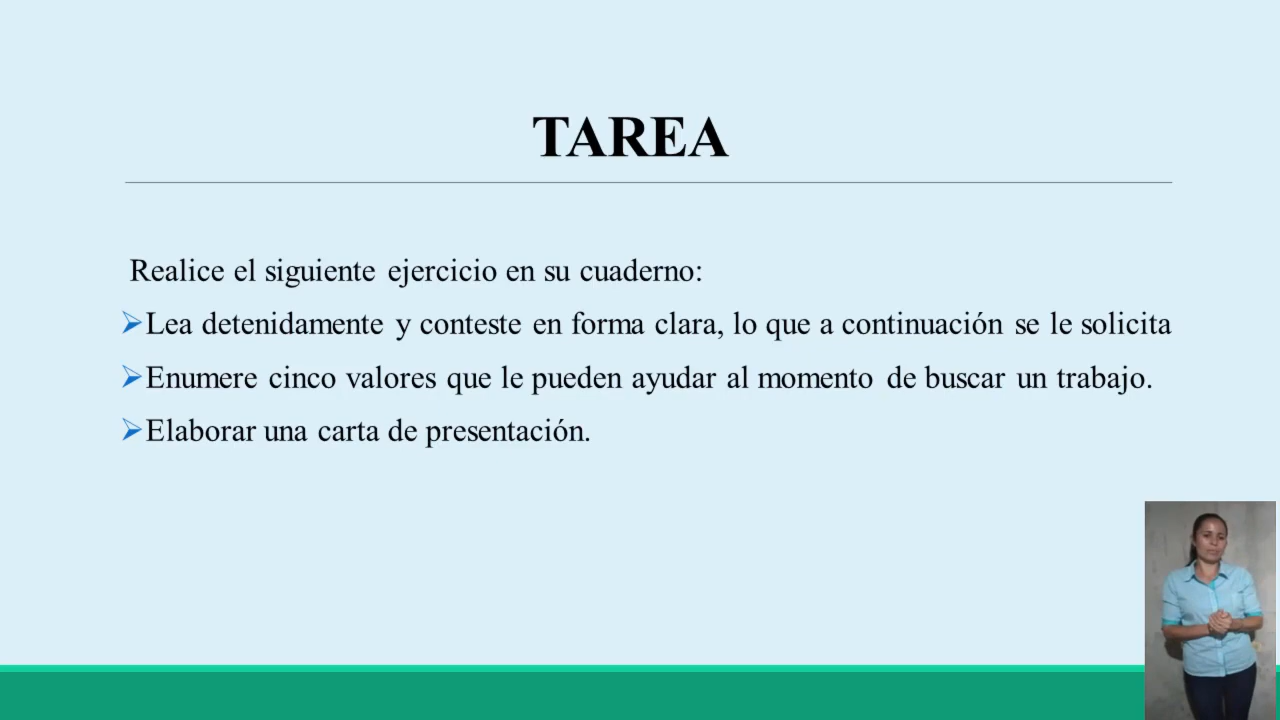 TAREA
Realice el siguiente ejercicio en su cuaderno:
Lea detenidamente y conteste en forma clara, lo que a continuación se le solicita
Enumere cinco valores que le pueden ayudar al momento de buscar un trabajo.
Elaborar una carta de presentación.